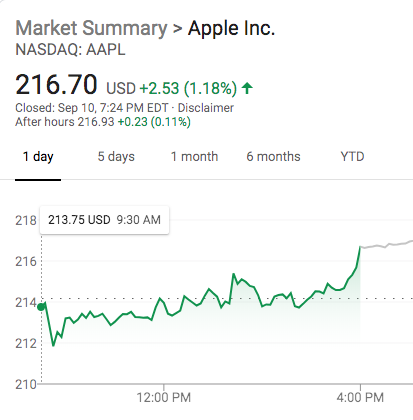 Market Summary > Apple Inc.
NASDAQ: AAPL
216.70 USD +2.53 (1.18%) ↑
Closed: Sep 10, 7:24 PM EDT · Disclaimer
After hours 216.93 +0.23 (0.11%)
1 day 5 days 1 month 6 months YTD
218
213.75 USD 9:30 AM
216
214
212
210
12:00 PM 4:00 PM